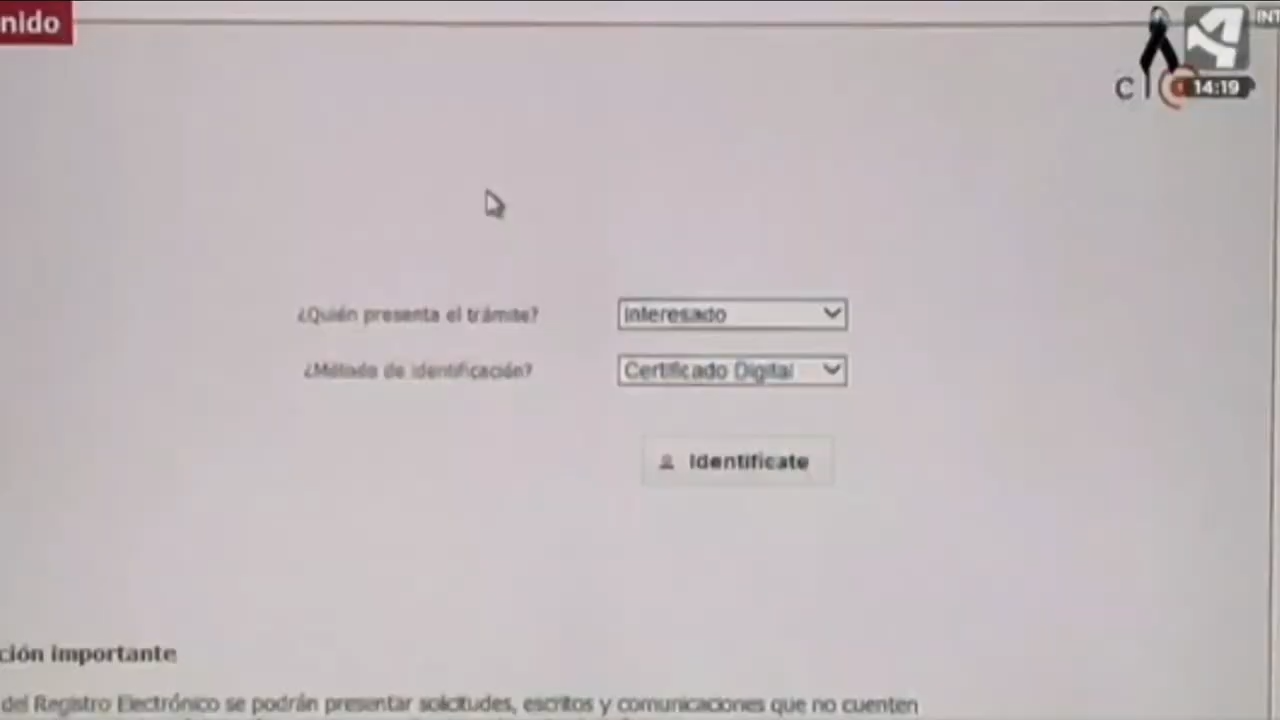 nido
INT
C
14:19
¿Quién presenta el trámite?
Interesado
¿Método de identificación?
Certificado Digital
Identifícate
ción importante
del Registro Electrónico se podrán presentar solicitudes, escritos y comunicaciones que no cuenten